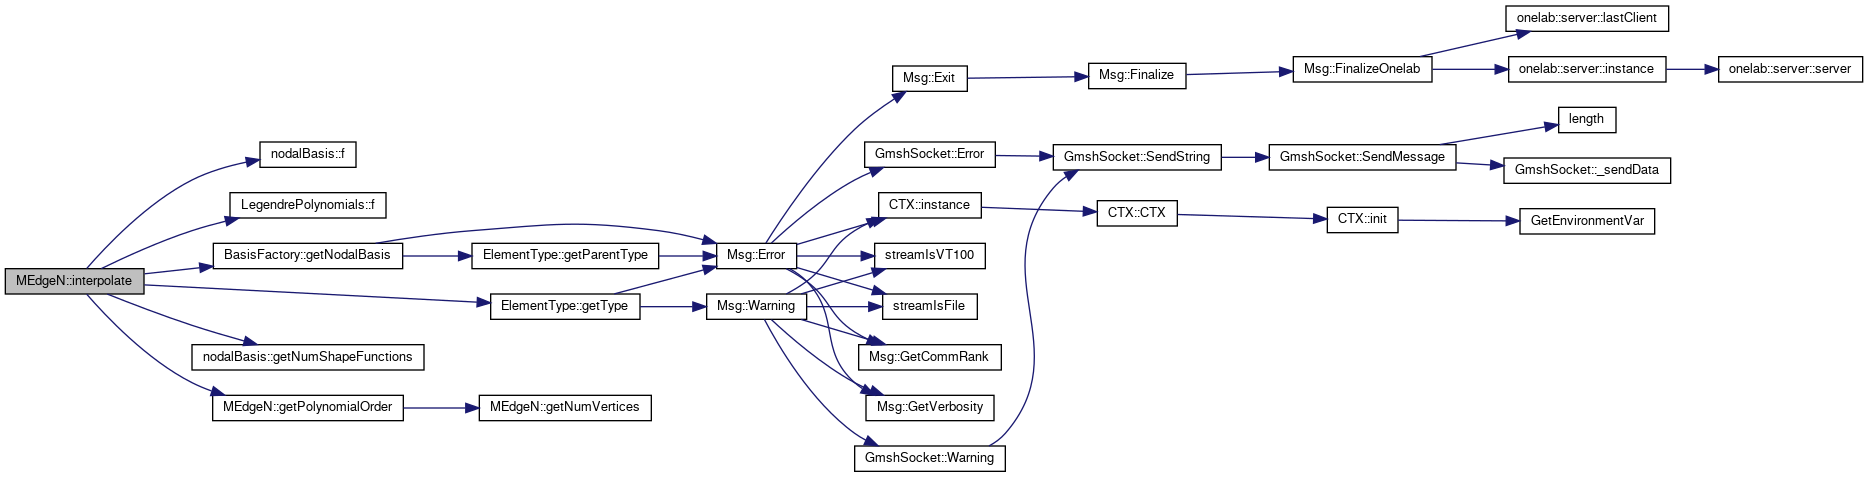 MEdgeN::interpolate
nodalBasis::f
LegendrePolynomials::f
BasisFactory::getNodalBasis
ElementType::getParentType
ElementType::getType
nodalBasis::getNumShapeFunctions
MEdgeN::getPolynomialOrder
MEdgeN::getNumVertices
Msg::Error
Msg::Warning
Msg::Exit
GmshSocket::Error
CTX::instance
streamIsVT100
streamIsFile
Msg::GetCommRank
Msg::GetVerbosity
GmshSocket::Warning
Msg::Finalize
GmshSocket::SendString
CTX::CTX
Msg::FinalizeOnelab
GmshSocket::SendMessage
CTX::init
onelab::server::lastClient
onelab::server::instance
length
GmshSocket::_sendData
GetEnvironmentVar
onelab::server::server